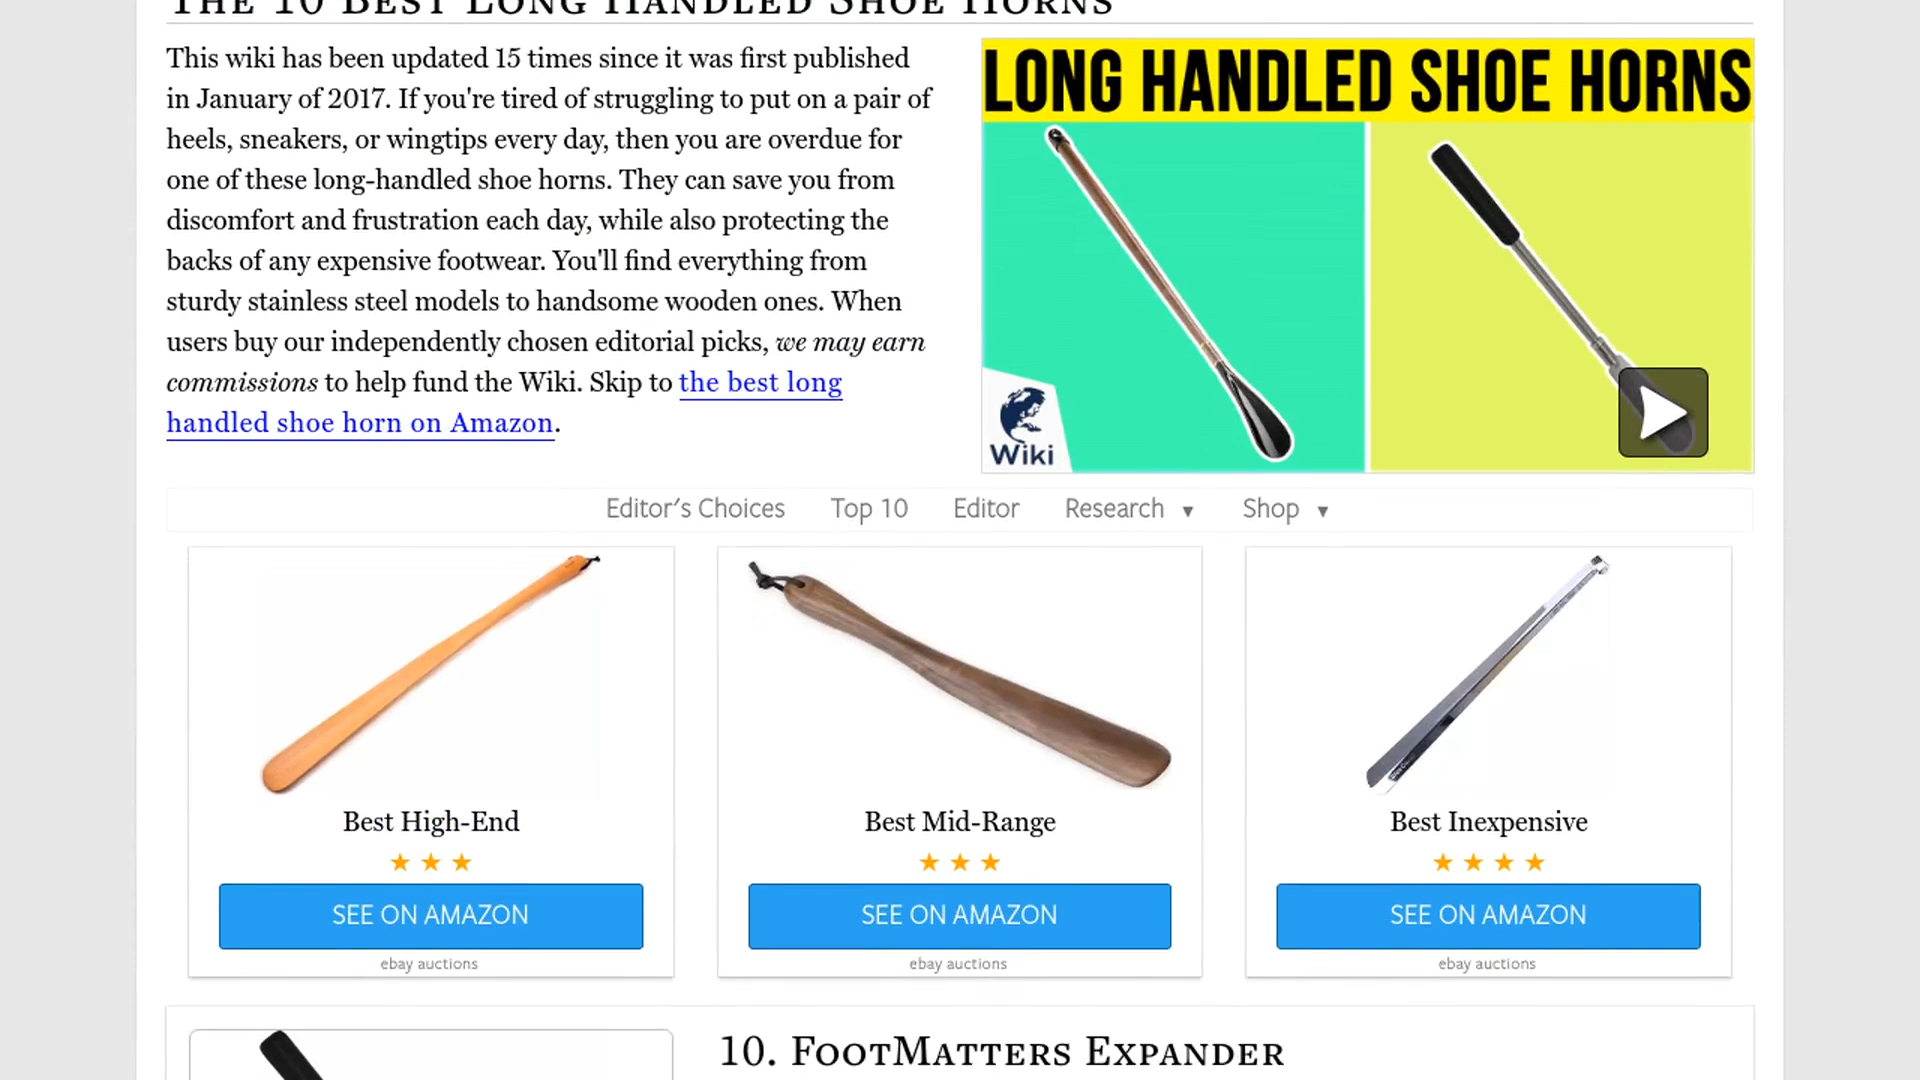 The 10 Best Long Handled Shoe Horns
This wiki has been updated 15 times since it was first published
in January of 2017. If you're tired of struggling to put on a pair of
heels, sneakers, or wingtips every day, then you are overdue for
one of these long-handled shoe horns. They can save you from
discomfort and frustration each day, while also protecting the
backs of any expensive footwear. You'll find everything from
sturdy stainless steel models to handsome wooden ones. When
users buy our independently chosen editorial picks, we may earn
commissions to help fund the Wiki. Skip to the best long
handled shoe horn on Amazon.
LONG HANDLED SHOE HORNS
Wiki
Editor's Choices Top 10 Editor Research ▼ Shop ▼
Best High-End
★ ★ ★
SEE ON AMAZON
ebay auctions
Best Mid-Range
★ ★ ★
SEE ON AMAZON
ebay auctions
Best Inexpensive
★ ★ ★ ★
SEE ON AMAZON
ebay auctions
10. FootMatters Expander